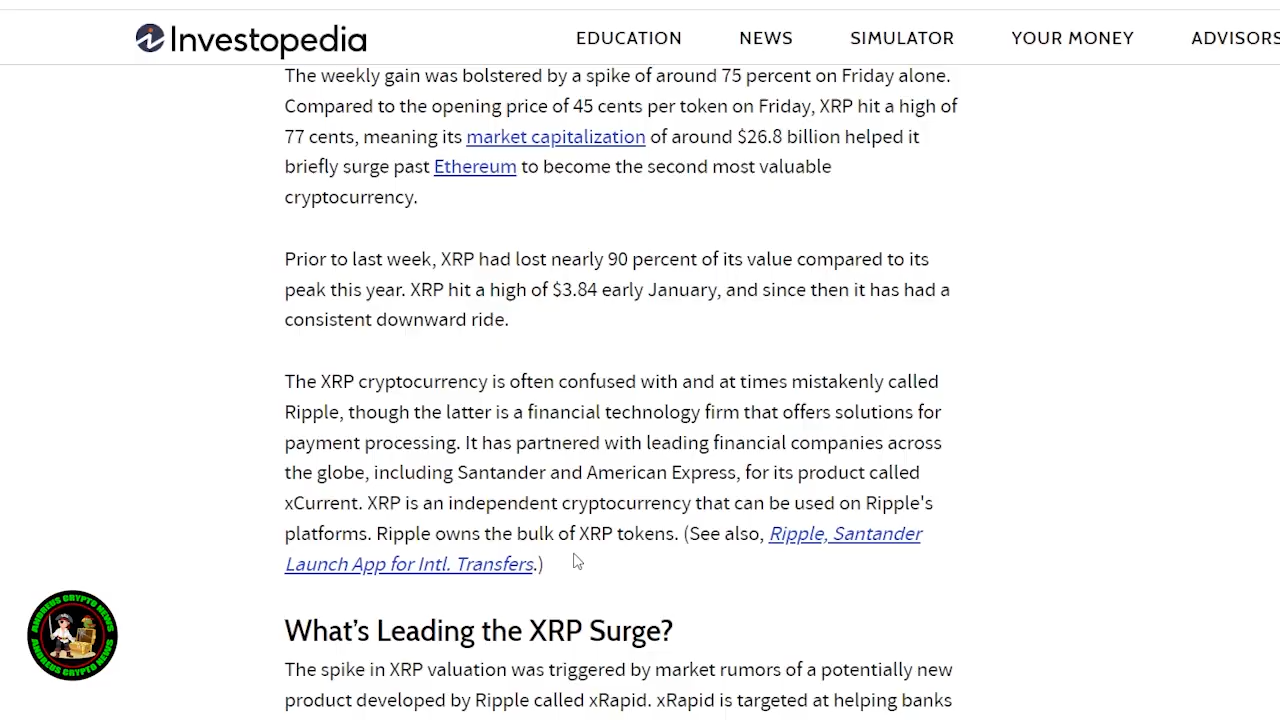 Investopedia
EDUCATION NEWS SIMULATOR YOUR MONEY ADVISORS
The weekly gain was bolstered by a spike of around 75 percent on Friday alone.
Compared to the opening price of 45 cents per token on Friday, XRP hit a high of
77 cents, meaning its market capitalization of around $26.8 billion helped it
briefly surge past Ethereum to become the second most valuable
cryptocurrency.
Prior to last week, XRP had lost nearly 90 percent of its value compared to its
peak this year. XRP hit a high of $3.84 early January, and since then it has had a
consistent downward ride.
The XRP cryptocurrency is often confused with and at times mistakenly called
Ripple, though the latter is a financial technology firm that offers solutions for
payment processing. It has partnered with leading financial companies across
the globe, including Santander and American Express, for its product called
xCurrent. XRP is an independent cryptocurrency that can be used on Ripple's
platforms. Ripple owns the bulk of XRP tokens. (See also, Ripple, Santander
Launch App for Intl. Transfers.)
What's Leading the XRP Surge?
The spike in XRP valuation was triggered by market rumors of a potentially new
product developed by Ripple called xRapid. xRapid is targeted at helping banks
ANDREUS CRYPTO NEWS
ANDREUS CRYPTO NEWS